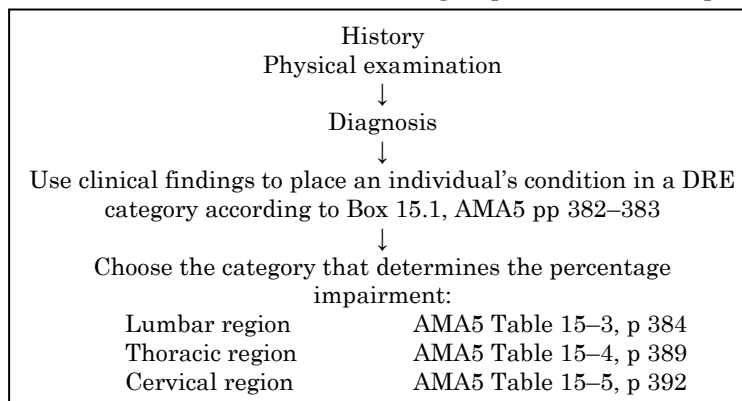 History
Physical examination
↓
Diagnosis
↓
Use clinical findings to place an individual's condition in a DRE
category according to Box 15.1, AMA5 pp 382–383
↓
Choose the category that determines the percentage
impairment:
Lumbar region AMA5 Table 15–3, p 384
Thoracic region AMA5 Table 15–4, p 389
Cervical region AMA5 Table 15–5, p 392